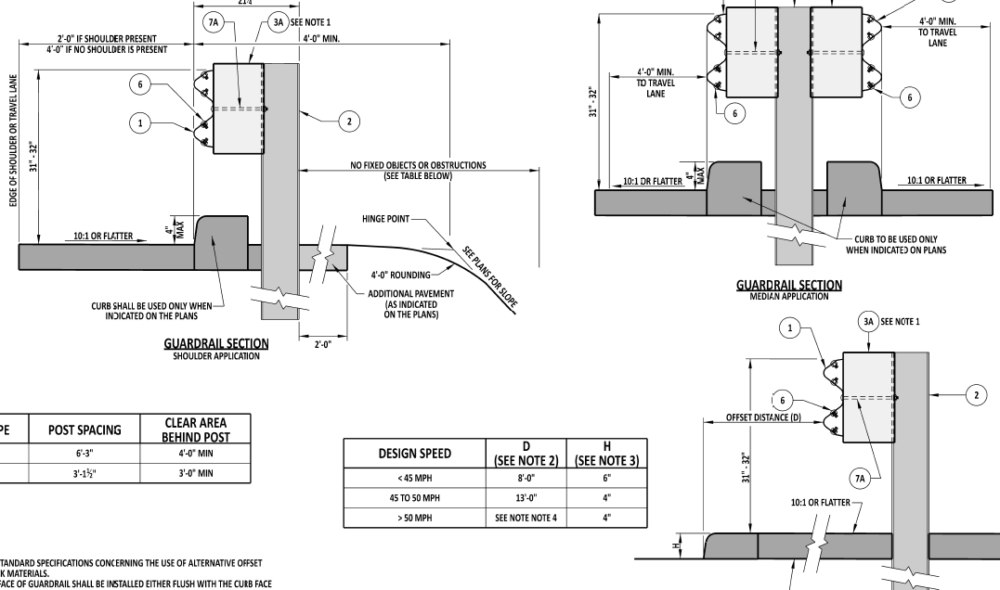 21¼"
7A
3A SEE NOTE 1
2'-0" IF SHOULDER PRESENT
4'-0" IF NO SHOULDER IS PRESENT
4'-0" MIN.
EDGE OF SHOULDER OR TRAVEL LANE
31" - 32"
6
1
2
NO FIXED OBJECTS OR OBSTRUCTIONS
(SEE TABLE BELOW)
4"
MAX
10:1 OR FLATTER
HINGE POINT
SEE PLANS FOR SLOPE
4'-0" ROUNDING
ADDITIONAL PAVEMENT
(AS INDICATED
ON THE PLANS)
CURB SHALL BE USED ONLY WHEN
INDICATED ON THE PLANS
2'-0"
GUARDRAIL SECTION
SHOULDER APPLICATION
4'-0" MIN.
TO TRAVEL
LANE
4'-0" MIN.
TO TRAVEL
LANE
31" - 32"
6
6
4"
MAX
10:1 OR FLATTER
10:1 OR FLATTER
CURB TO BE USED ONLY
WHEN INDICATED ON PLANS
GUARDRAIL SECTION
MEDIAN APPLICATION
1
3A SEE NOTE 1
6
2
OFFSET DISTANCE (D)
31" - 32"
7A
10:1 OR FLATTER
H
PE POST SPACING CLEAR AREA
BEHIND POST
6'-3" 4'-0" MIN
3'-1½" 3'-0" MIN
DESIGN SPEED D
(SEE NOTE 2) H
(SEE NOTE 3)
< 45 MPH 8'-0" 6"
45 TO 50 MPH 13'-0" 4"
> 50 MPH SEE NOTE NOTE 4 4"
TANDARD SPECIFICATIONS CONCERNING THE USE OF ALTERNATIVE OFFSET
K MATERIALS.
FACE OF GUARDRAIL SHALL BE INSTALLED EITHER FLUSH WITH THE CURB FACE